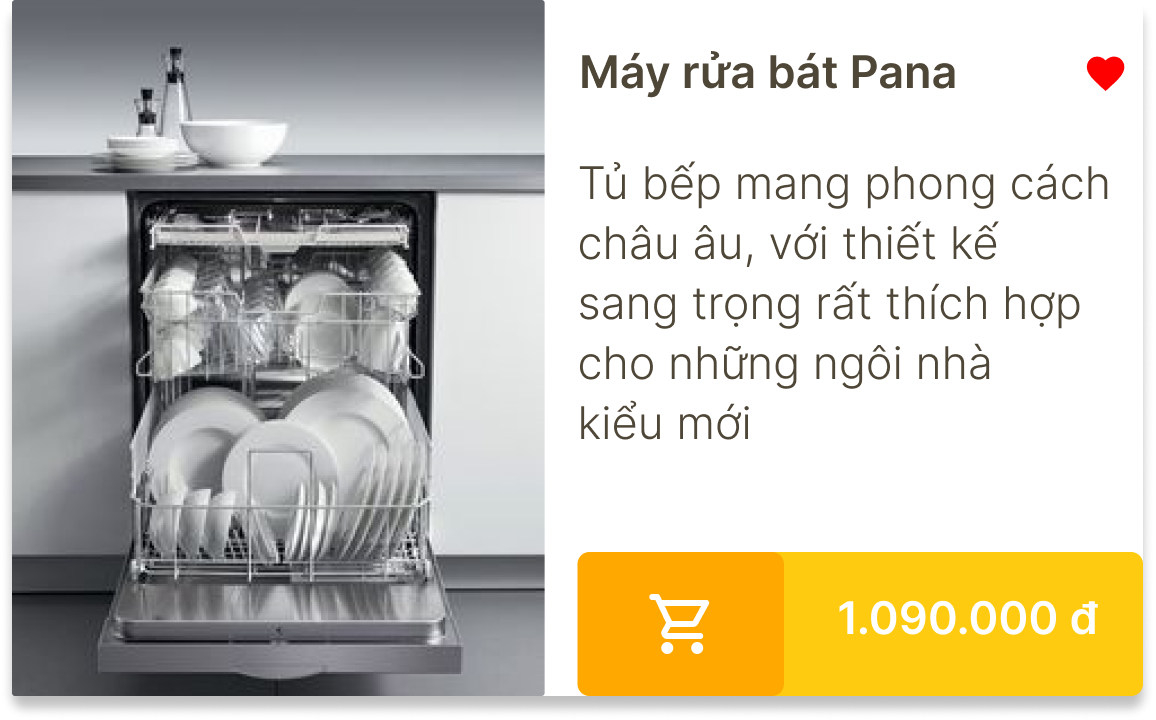 Máy rửa bát Pana
Tủ bếp mang phong cách
châu âu, với thiết kế
sang trọng rất thích hợp
cho những ngôi nhà
kiểu mới
1.090.000 đ